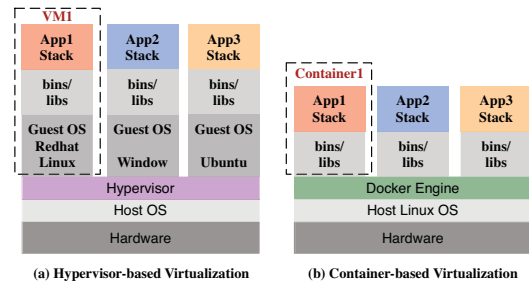 VM1
App1
Stack
App2
Stack
App3
Stack
bins/
libs
bins/
libs
bins/
libs
Guest OS
Redhat
Linux
Guest OS
Window
Guest OS
Ubuntu
Hypervisor
Host OS
Hardware
(a) Hypervisor-based Virtualization
Container1
App1
Stack
App2
Stack
App3
Stack
bins/
libs
bins/
libs
bins/
libs
Docker Engine
Host Linux OS
Hardware
(b) Container-based Virtualization